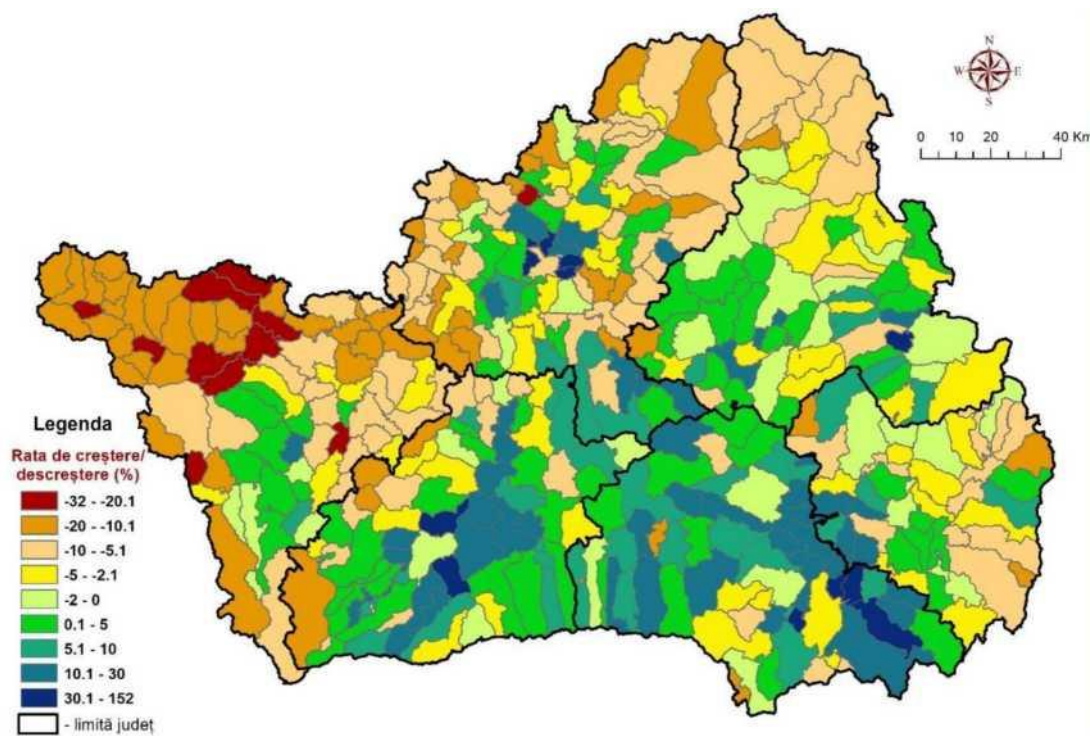 N
W E
S
0 10 20 40 Km
Legenda
Rata de creștere/
descreștere (%)
-32 - -20.1
-20 - -10.1
-10 - -5.1
-5 - -2.1
-2 - 0
0.1 - 5
5.1 - 10
10.1 - 30
30.1 - 152
- limită județ